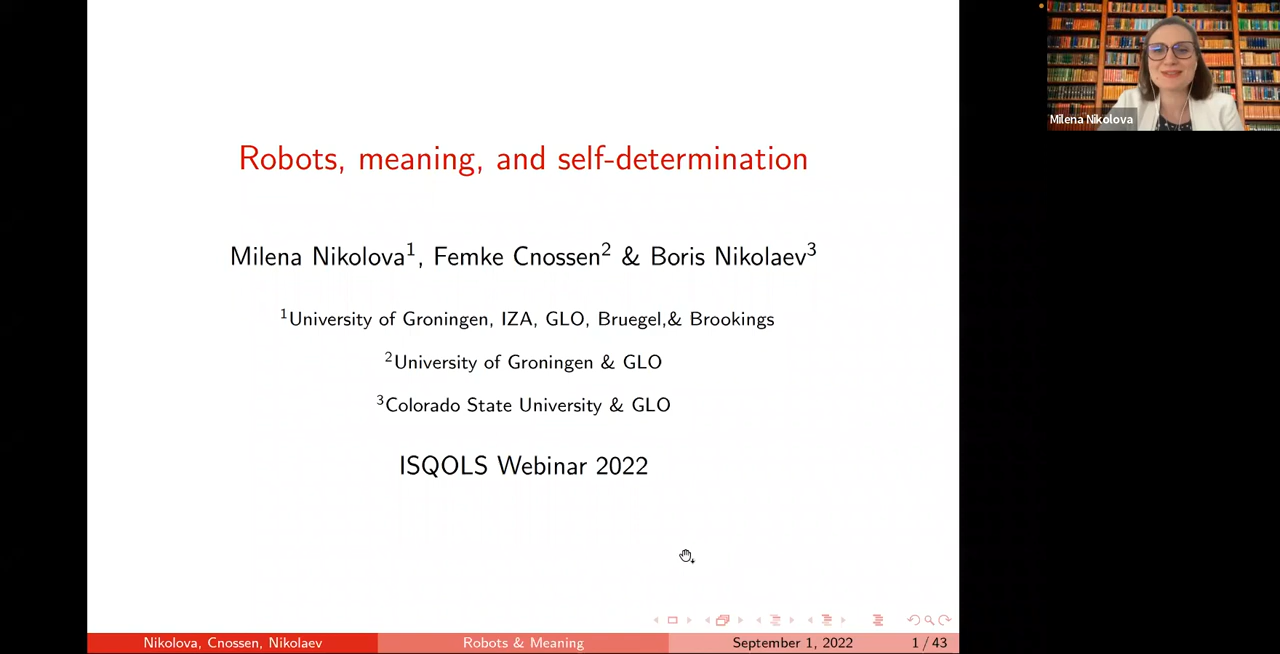 Robots, meaning, and self-determination
Milena Nikolova¹, Femke Cnossen² & Boris Nikolaev³
¹University of Groningen, IZA, GLO, Bruegel,& Brookings
²University of Groningen & GLO
³Colorado State University & GLO
ISQOLS Webinar 2022
Nikolova, Cnossen, Nikolaev
Robots & Meaning
September 1, 2022
1 / 43
Milena Nikolova